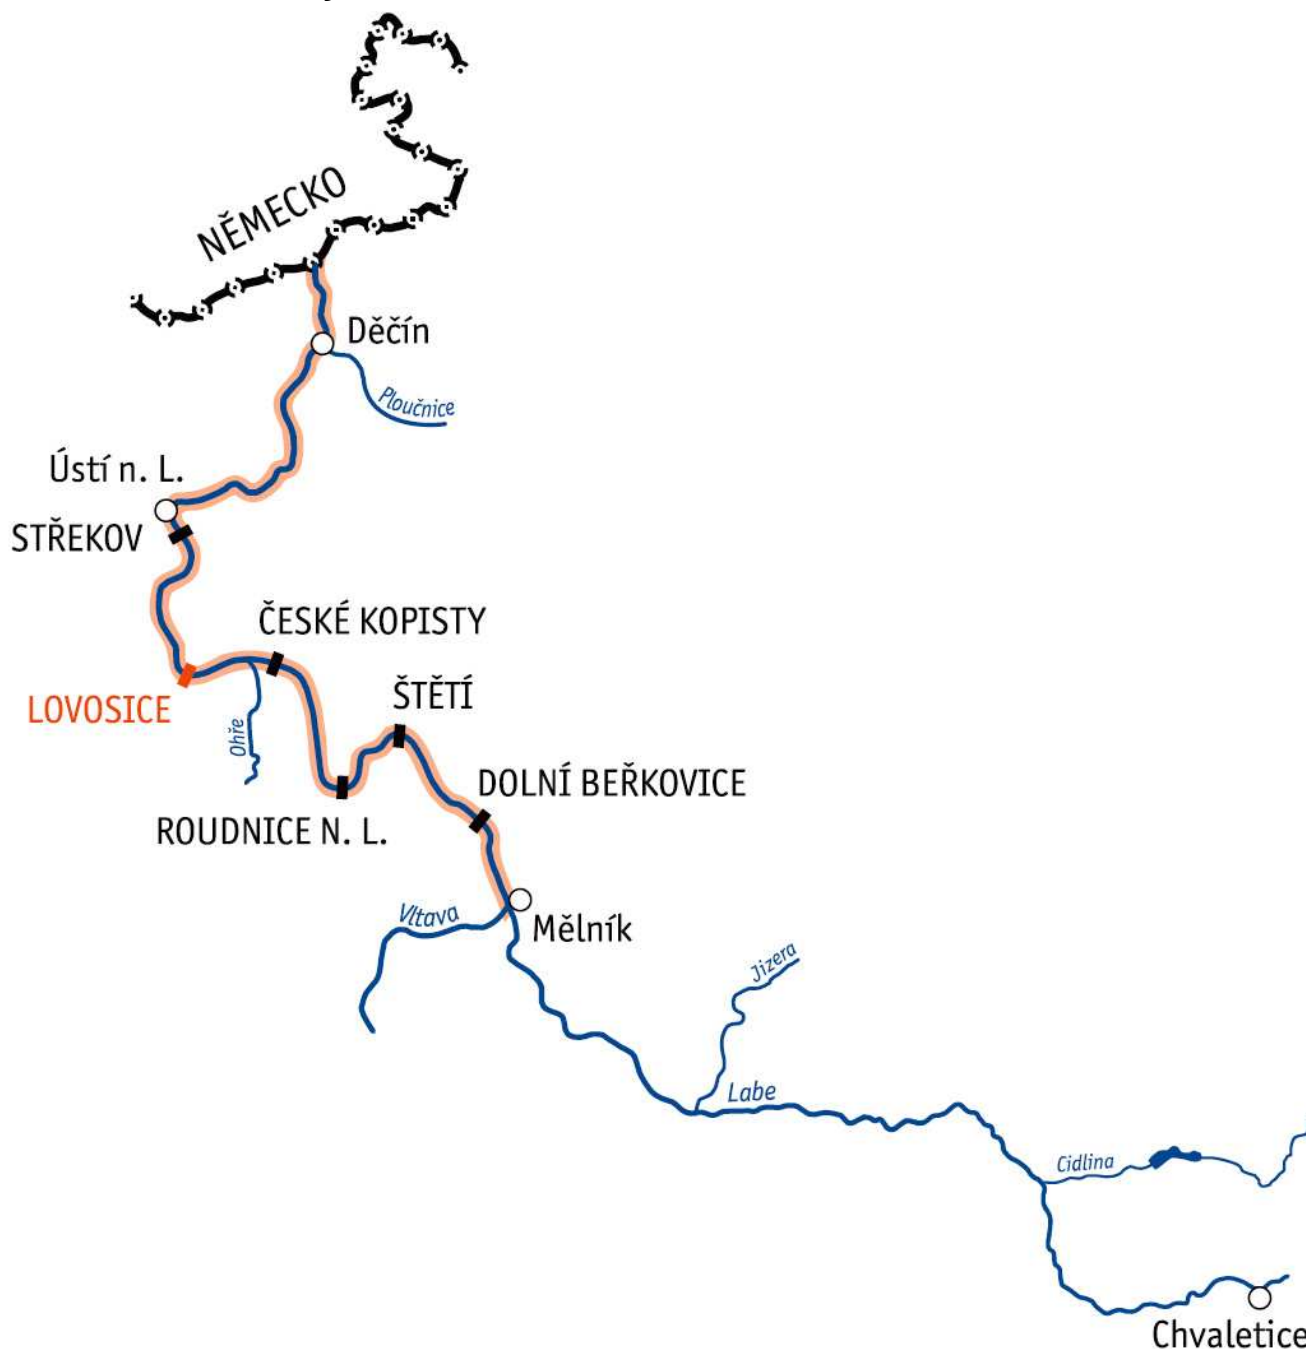 NĚMECKO
Děčín
Ploučnice
Ústí n. L.
STŘEKOV
ČESKÉ KOPISTY
LOVOSICE
ŠTĚTÍ
Ohře
DOLNÍ BEŘKOVICE
ROUDNICE N. L.
Vltava
Mělník
Jizera
Labe
Cidlina
Chvaletice